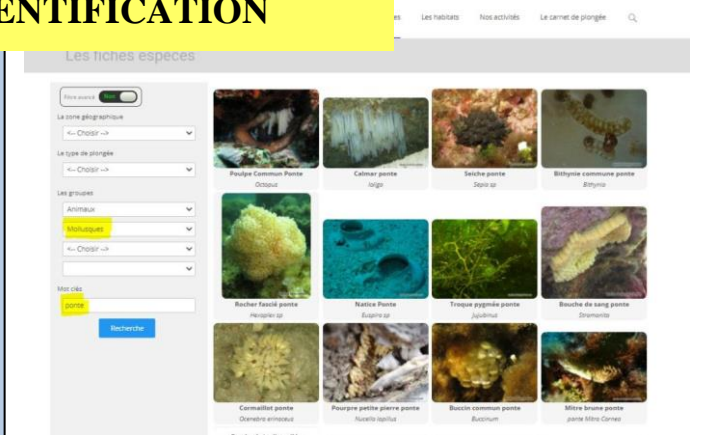 ENTIFICATION
es Les habitats Nos activités Le carnet de plongée
Les fiches espèces
Filtre avancé Non
La zone géographique
<-- Choisir -->
Le type de plongée
<-- Choisir -->
Les groupes
Animaux
Mollusques
<-- Choisir -->
Mot clés
ponte
Recherche
Poulpe Commun Ponte
Octopus
Calmar ponte
loligo
Seiche ponte
Sepia sp
Bithynie commune ponte
Bithynia
Rocher fascié ponte
Hexaplex sp
Natice Ponte
Euspira sp
Troque pygmée ponte
Jujubinus
Bouche de sang ponte
Stramonita
Cormaillot ponte
Ocenebra erinaceus
Pourpre petite pierre ponte
Nucella lapillus
Buccin commun ponte
Buccinum
Mitre brune ponte
ponte Mitra Cornea